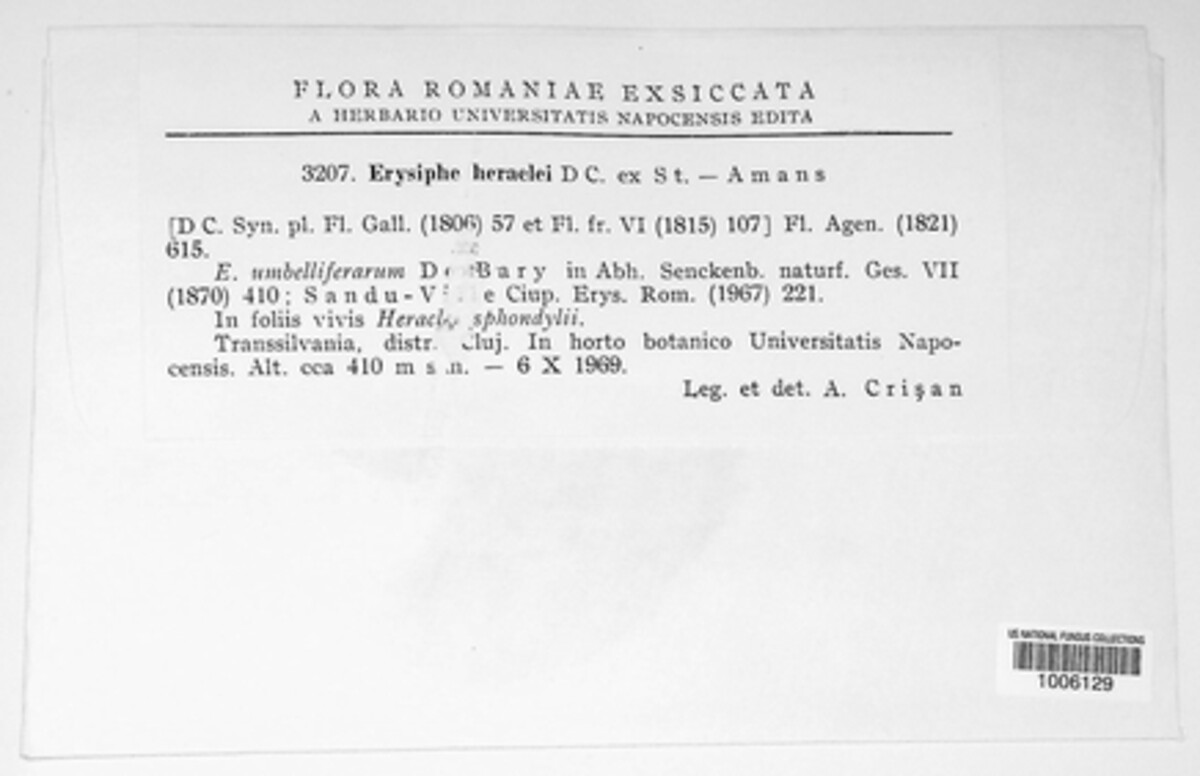 FLORA ROMANIAE EXSICCATA
A HERBARIO UNIVERSITATIS NAPOCENSIS EDITA
3207. Erysiphe heraclei DC. ex St. — Amans
[DC. Syn. pl. Fl. Gall. (1806) 57 et Fl. fr. VI (1815) 107] Fl. Agen. (1821)
615.
E. umbelliferarum De Bary in Abh. Senckenb. naturf. Ges. VII
(1870) 410; Sandu-V e Ciup. Erys. Rom. (1967) 221.
In foliis vivis Heraclei sphondylii.
Transsilvania, distr. Cluj. In horto botanico Universitatis Napo-
censis. Alt. cca 410 m s.n. — 6 X 1969.
Leg. et det. A. Crişan
US NATIONAL FUNGUS COLLECTIONS
1006129